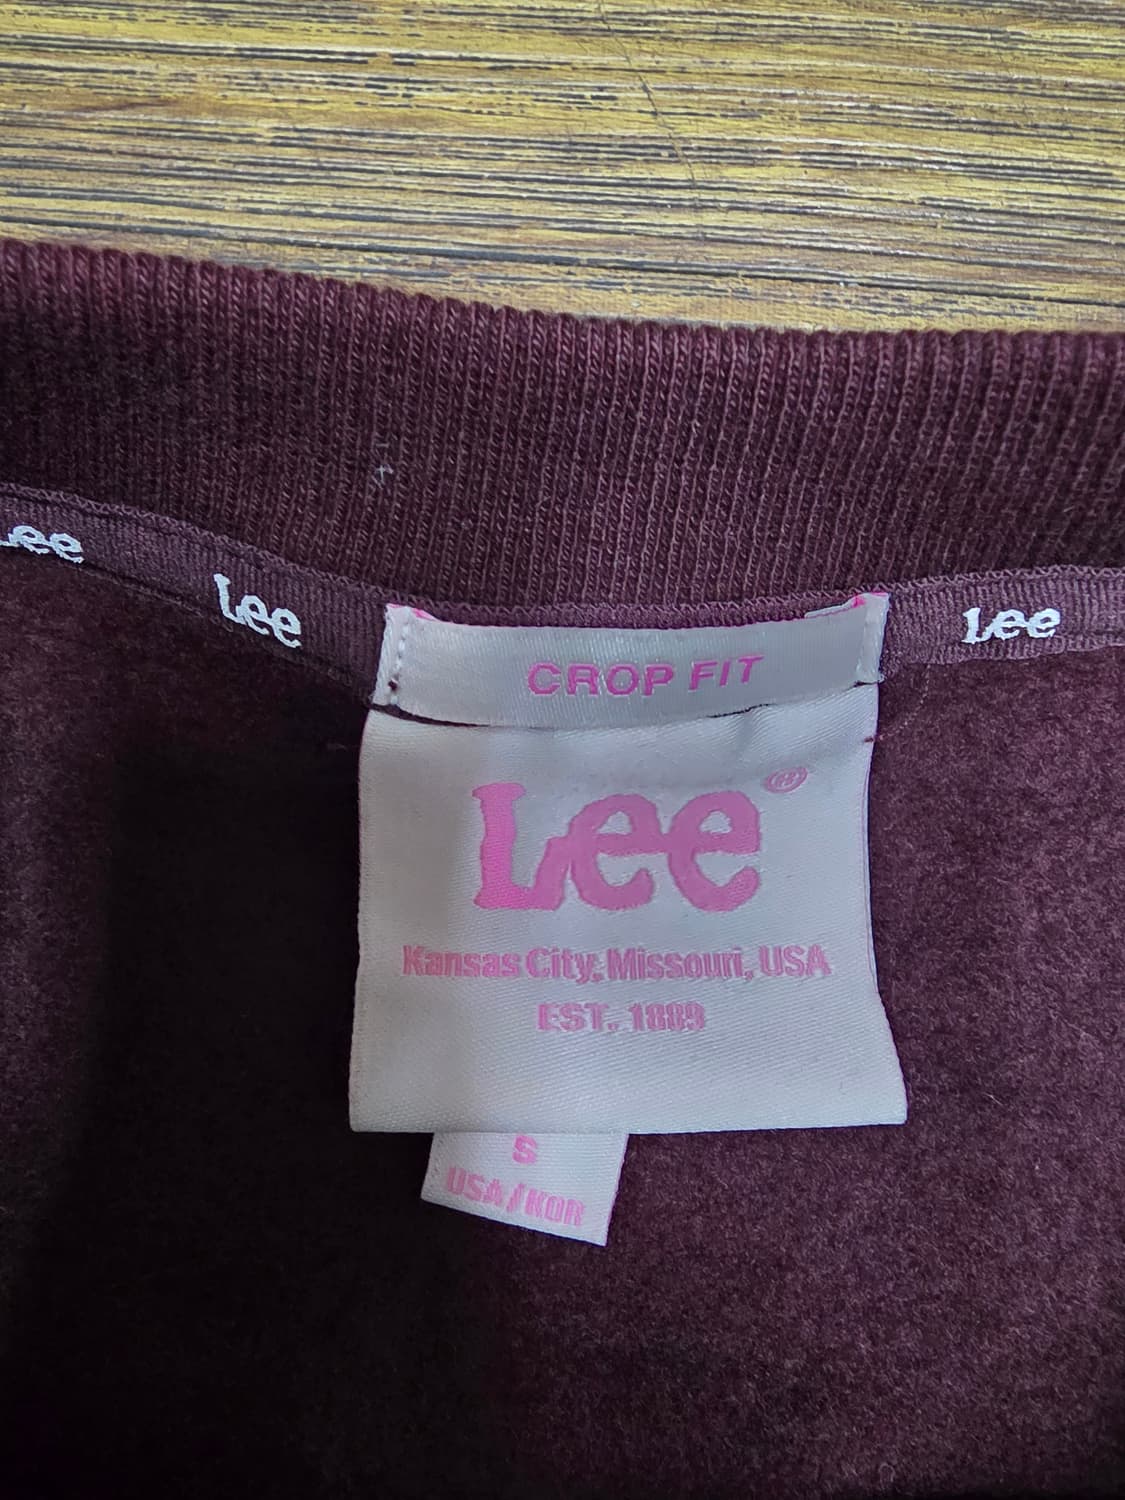 Lee
Lee
Lee
CROP FIT
Lee®
Kansas City, Missouri, USA
EST. 1889
S
USA/KOR